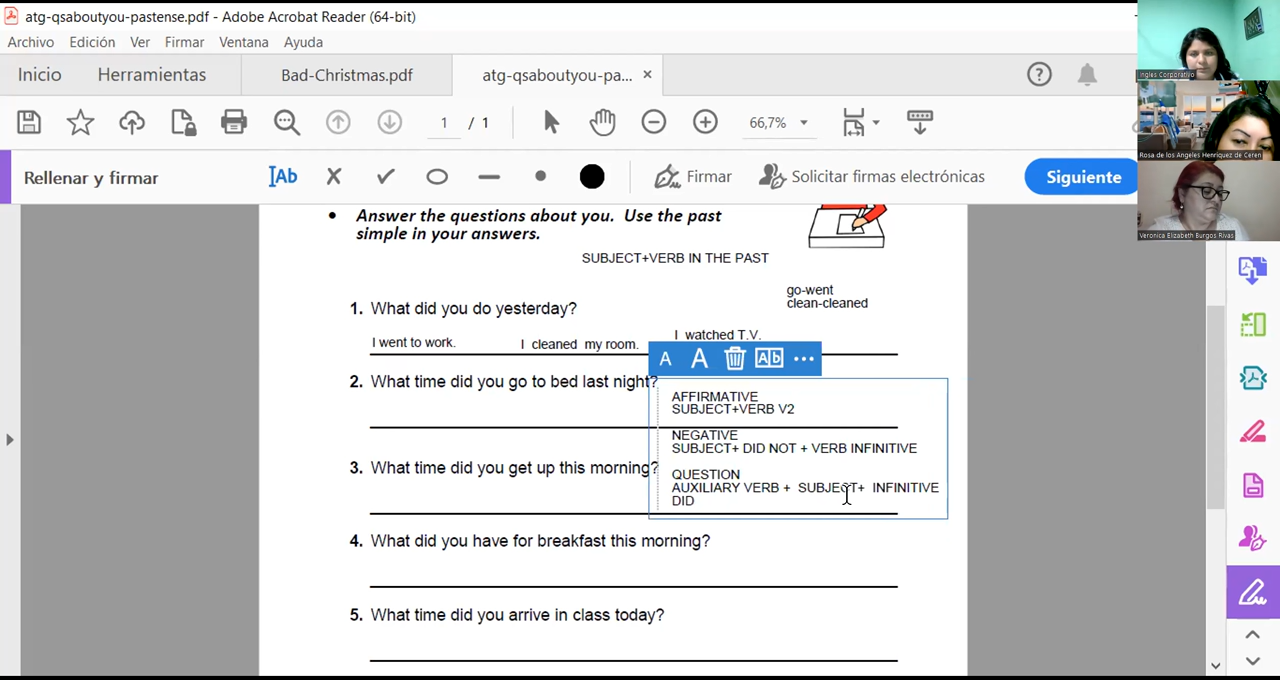 atg-qsaboutyou-pastense.pdf - Adobe Acrobat Reader (64-bit)
Archivo Edición Ver Firmar Ventana Ayuda
Inicio Herramientas Bad-Christmas.pdf atg-qsaboutyou-pa... ×
1 / 1 66,7%
Rellenar y firmar Ab Firmar Solicitar firmas electrónicas Siguiente
Ingles Corporativo
Rosa de los Angeles Henriquez de Ceren
Veronica Elizabeth Burgos Rivas
• Answer the questions about you. Use the past
simple in your answers.
SUBJECT+VERB IN THE PAST
go-went
clean-cleaned
1. What did you do yesterday?
I went to work. I cleaned my room. I watched T.V.
A A Ab ...
2. What time did you go to bed last night?
AFFIRMATIVE
SUBJECT+VERB V2
NEGATIVE
SUBJECT+ DID NOT + VERB INFINITIVE
3. What time did you get up this morning?
QUESTION
AUXILIARY VERB + SUBJECT+ INFINITIVE
DID
4. What did you have for breakfast this morning?
5. What time did you arrive in class today?